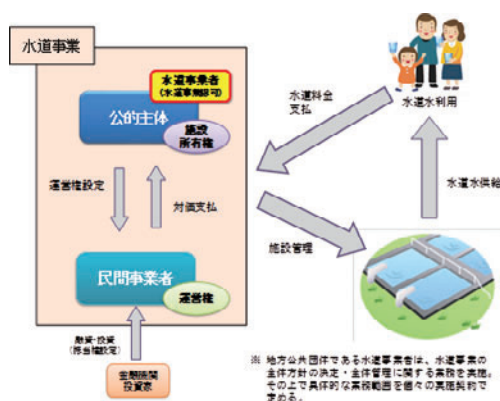 水道事業
水道事業者
(水道事業認可)
公的主体
施設
所有権
運営権設定
対価支払
民間事業者
運営権
融資・投資
(抵当権設定)
金融機関
投資家
水道料金
支払
水道水利用
水道水供給
施設管理
※ 地方公共団体である水道事業者は、水道事業の
全体方針の決定・全体管理に関する業務を実施。
その上で具体的な業務範囲を個々の実施契約で
定める。